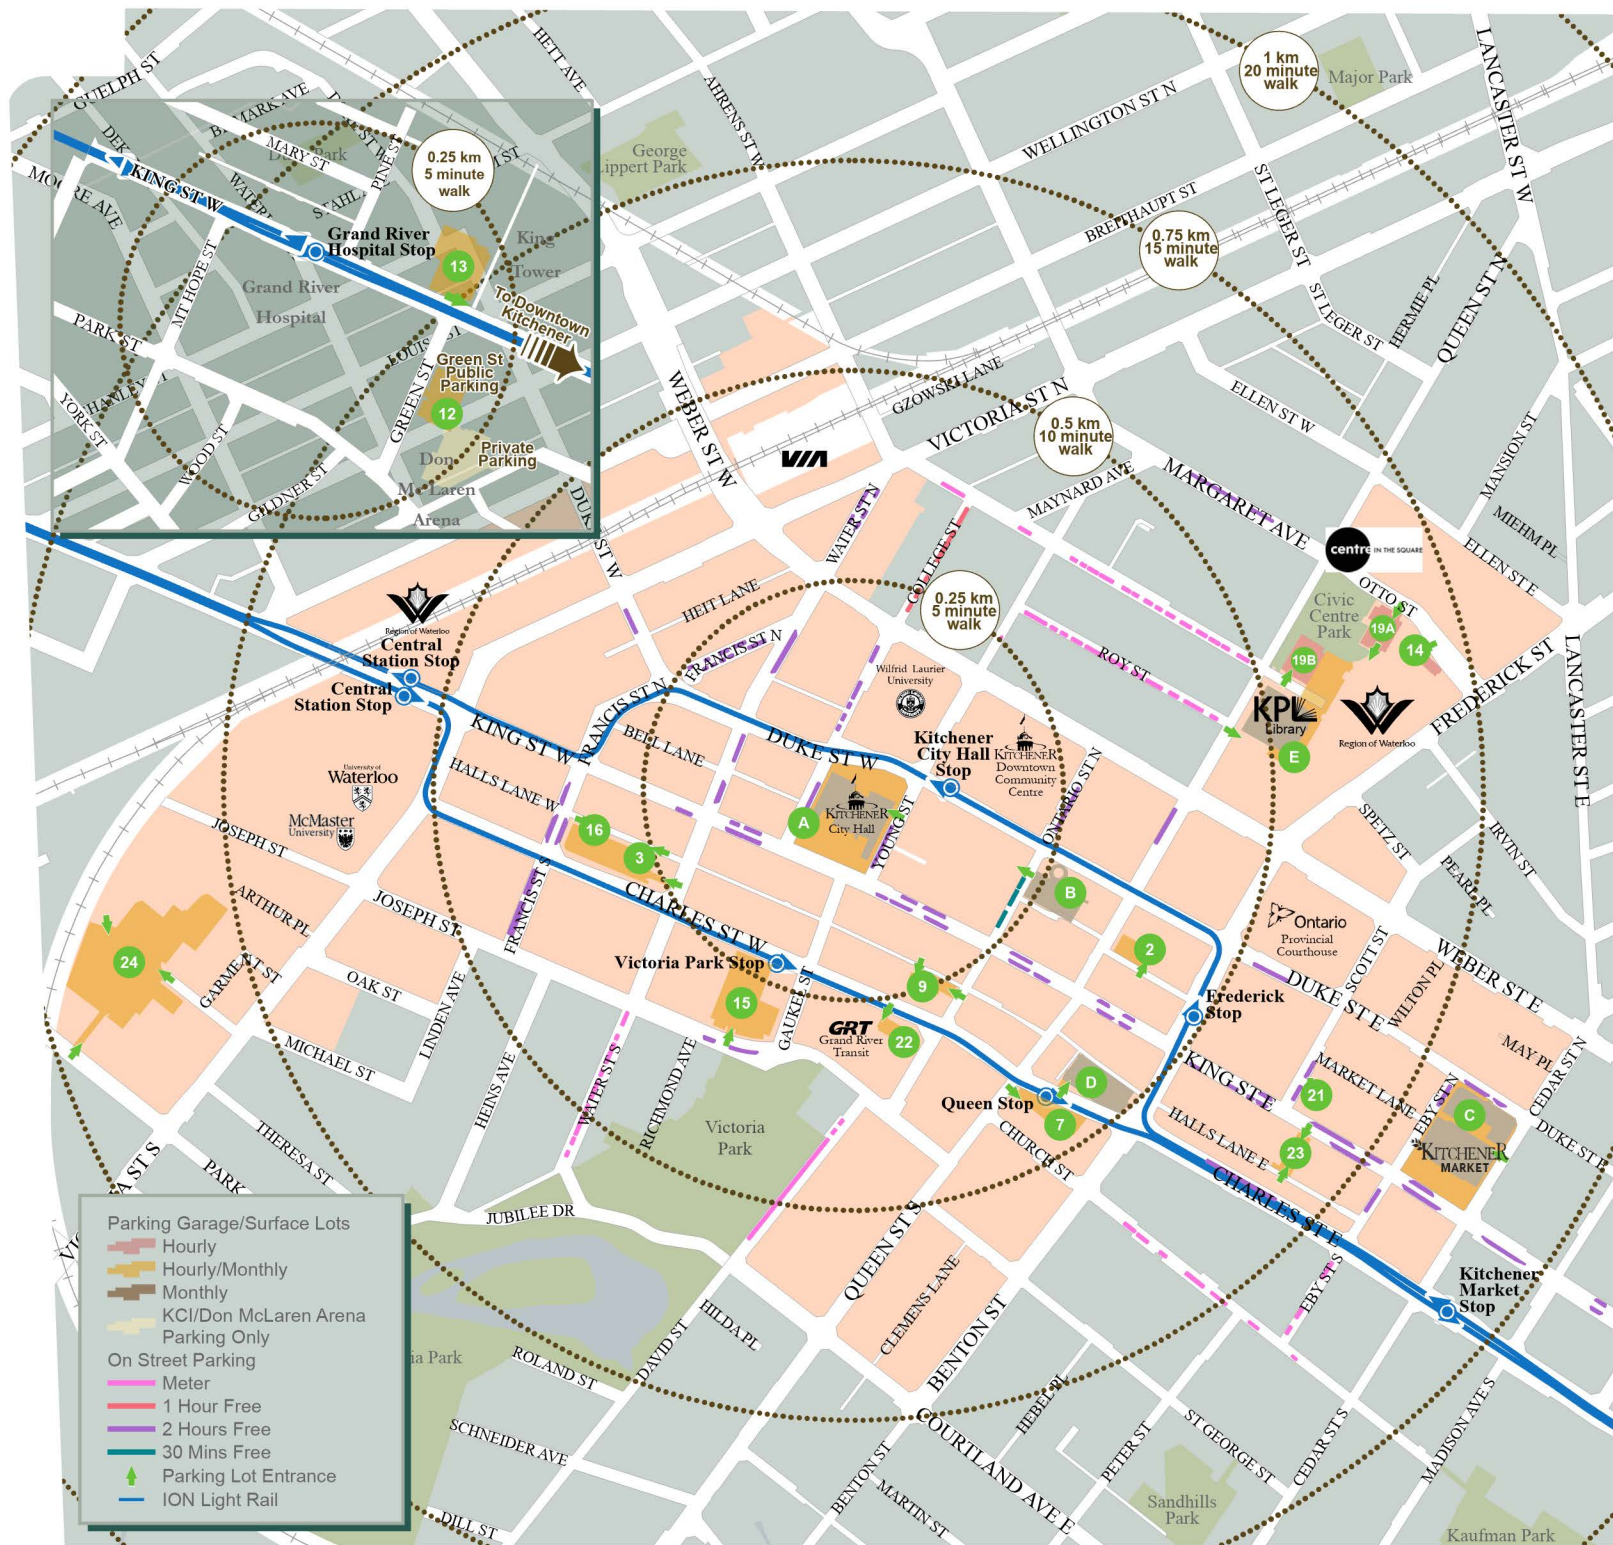 GUELPH ST
HETT AVE
AHRENS ST W
1 km
20 minute
walk
Major Park
LANCASTER ST W
WELLINGTON ST N
George
Lippert Park
ST LEGER ST
BREITHAUPT ST
0.75 km
15 minute
walk
ST LEGER ST
HERMIE PL
QUEEN ST N
MOORE AVE
MARY ST
PINE ST
0.25 km
5 minute
walk
KING ST W
Grand River
Hospital Stop
13
King
Tower
MT HOPE ST
Grand River
Hospital
To Downtown
Kitchener
PARK ST
Green St
Public
Parking
GREEN ST
12
YORK ST
WOOD ST
Private
Parking
GILDNER ST
Don
McLaren
Arena
WEBER ST W
GZOWSKI LANE
VICTORIA ST N
0.5 km
10 minute
walk
ELLEN ST W
MANSION ST
VIA
MAYNARD AVE
MARGARET AVE
MIEHM PL
WATER ST N
COLLEGE ST
centre IN THE SQUARE
ELLEN ST E
0.25 km
5 minute
walk
HEIT LANE
OTTO ST
Civic
Centre
Park
19A
19B
14
FREDERICK ST
LANCASTER ST E
Region of Waterloo
Central
Station Stop
Central
Station Stop
FRANCIS ST N
ROY ST
Wilfrid Laurier
University
KPL
Library
E
Region of Waterloo
FRANCIS ST N
KING ST W
BELL LANE
DUKE ST W
Kitchener
City Hall
Stop
KITCHENER
Downtown
Community
Centre
ONTARIO ST N
University of
Waterloo
McMaster
University
HALLS LANE W
16
3
A
KITCHENER
City Hall
YOUNG ST
SPETZ ST
IRVIN ST
PEARL PL
JOSEPH ST
ARTHUR PL
JOSEPH ST
FRANCIS ST S
CHARLES ST W
B
2
Ontario
Provincial
Courthouse
SCOTT ST
WILTON PL
WEBER ST E
24
GARMENT ST
OAK ST
LINDEN AVE
MICHAEL ST
Victoria Park Stop
15
GAUKEL ST
9
22
GRT
Grand River
Transit
Frederick
Stop
DUKE ST E
MAY PL
CEDAR ST N
HEINS AVE
WATER ST S
RICHMOND AVE
Victoria
Park
Queen Stop
D
7
CHURCH ST
KING ST E
MARKET LANE
21
EBY ST N
C
KITCHENER
MARKET
DUKE ST E
HALLS LANE E
23
CHARLES ST E
THERESA ST
PARK
JUBILEE DR
QUEEN ST S
CLEMENS LANE
BENTON ST
EBY ST S
Kitchener
Market
Stop
HILDA PL
DAVID ST
ROLAND ST
SCHNEIDER AVE
DILL ST
COURTLAND AVE E
HEBEL PL
PETER ST
ST GEORGE ST
CEDAR ST S
MADISON AVE S
BENTON ST
MARTIN ST
Sandhills
Park
Kaufman Park
Parking Garage/Surface Lots
Hourly
Hourly/Monthly
Monthly
KCI/Don McLaren Arena
Parking Only
On Street Parking
Meter
1 Hour Free
2 Hours Free
30 Mins Free
Parking Lot Entrance
ION Light Rail